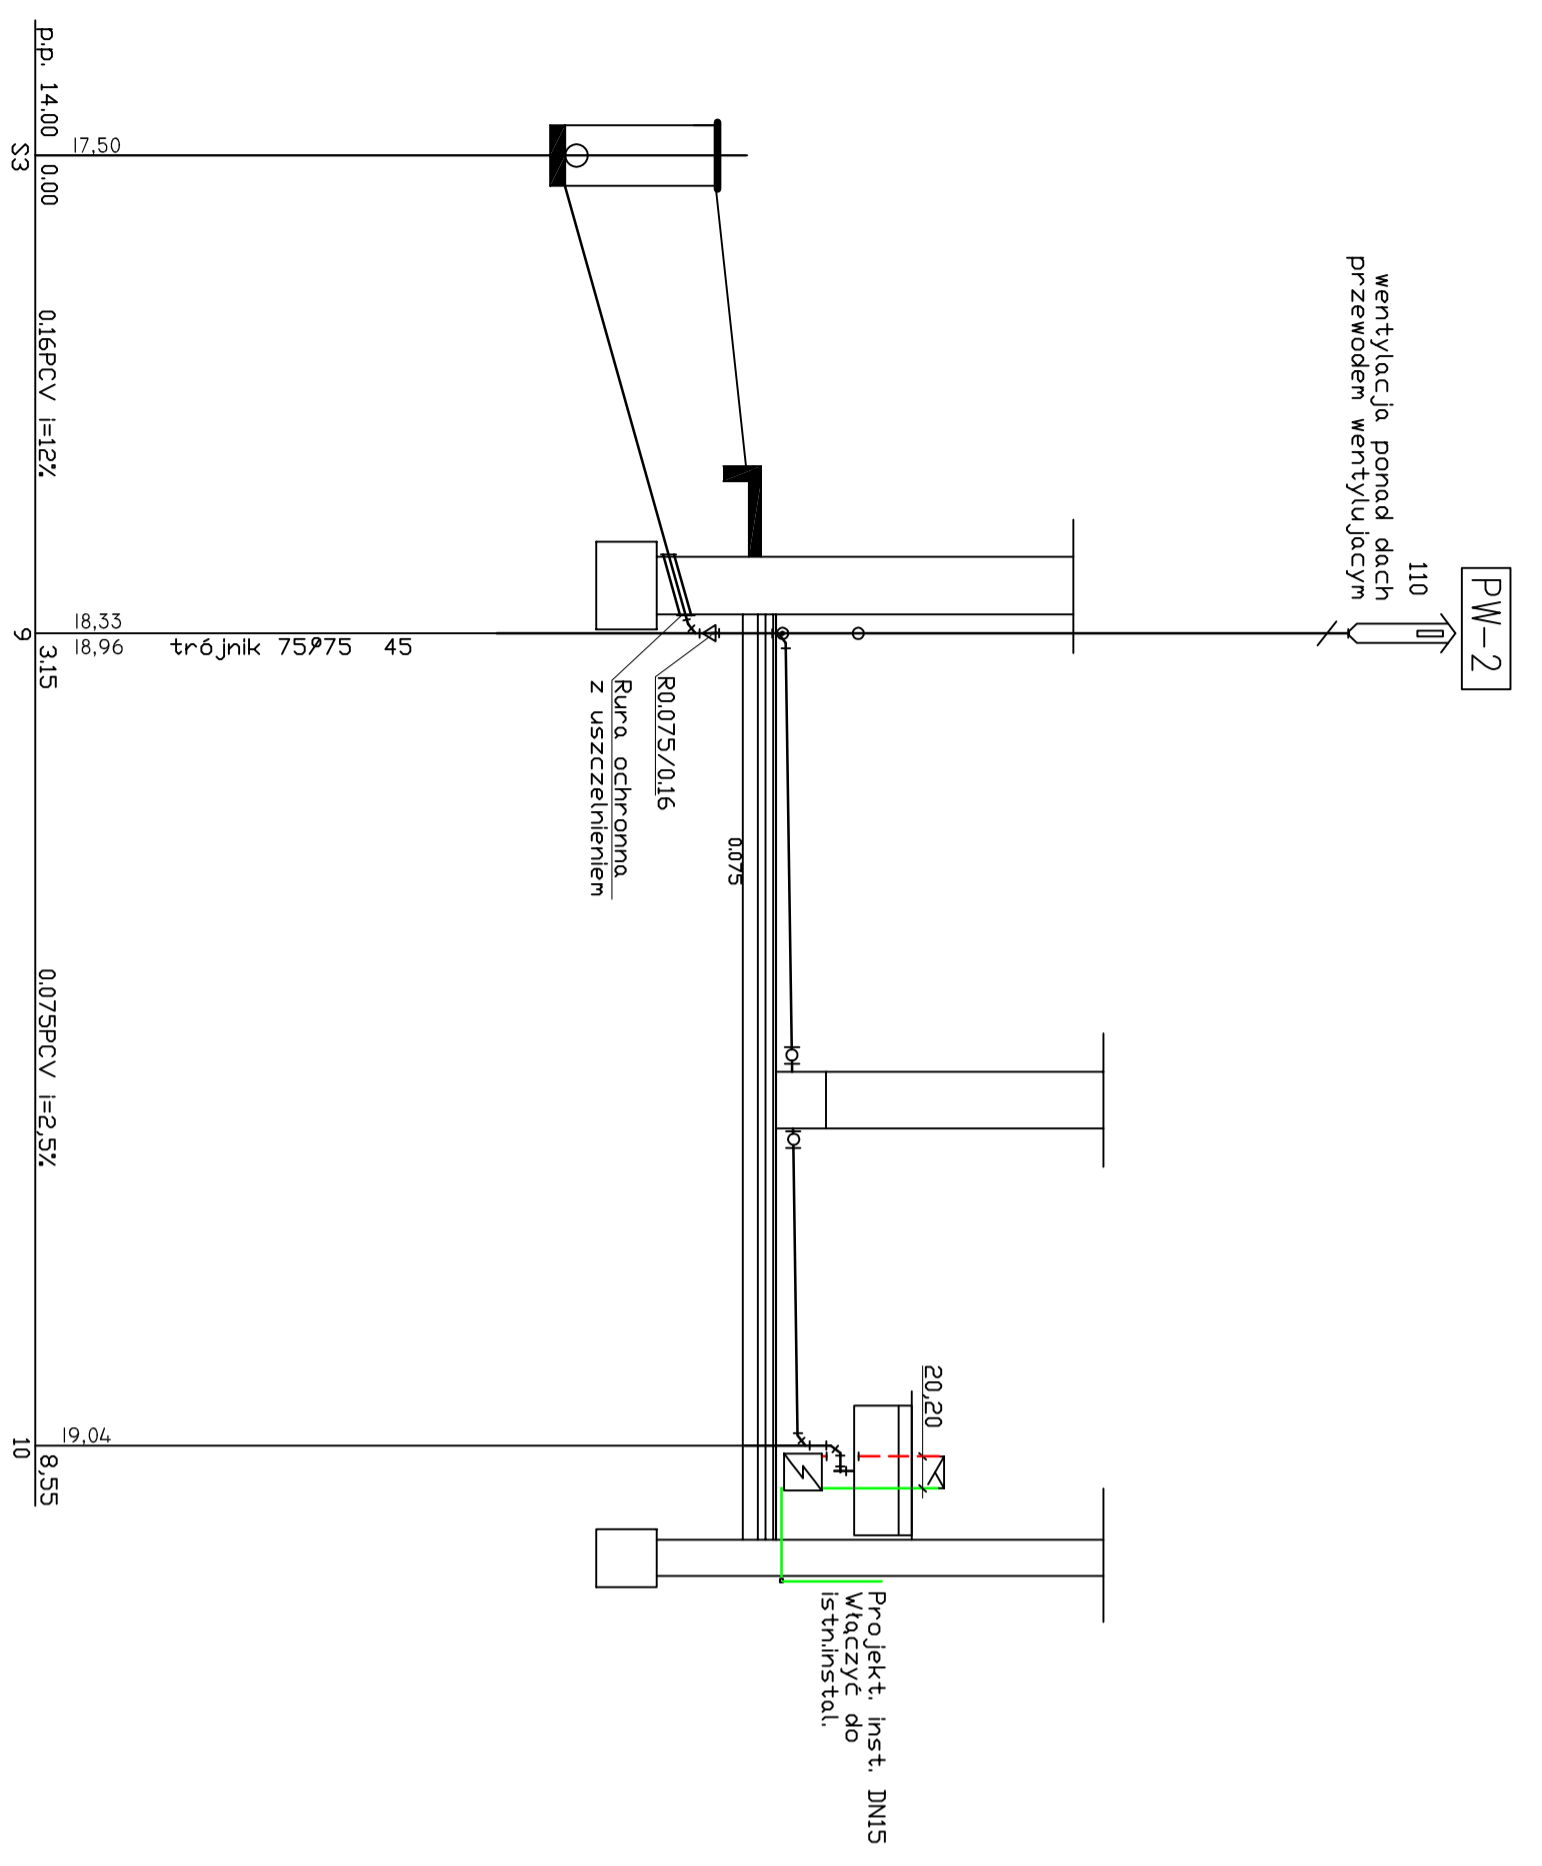 PW-2
110
wentylacja ponad dach
przewodem wentylujacym
20,20
Projekt. inst. DN15
Włączyć do
istn.instal.
0.075
R0.075/0.16
Rura ochronna
z uszczelnieniem
17,50
18,33
18,96
trójnik 75/75 45
19,04
p.p. 14.00
0.00
0.16PCV i=12%
3.15
0.075PCV i=2,5%
8,55
S3
9
10